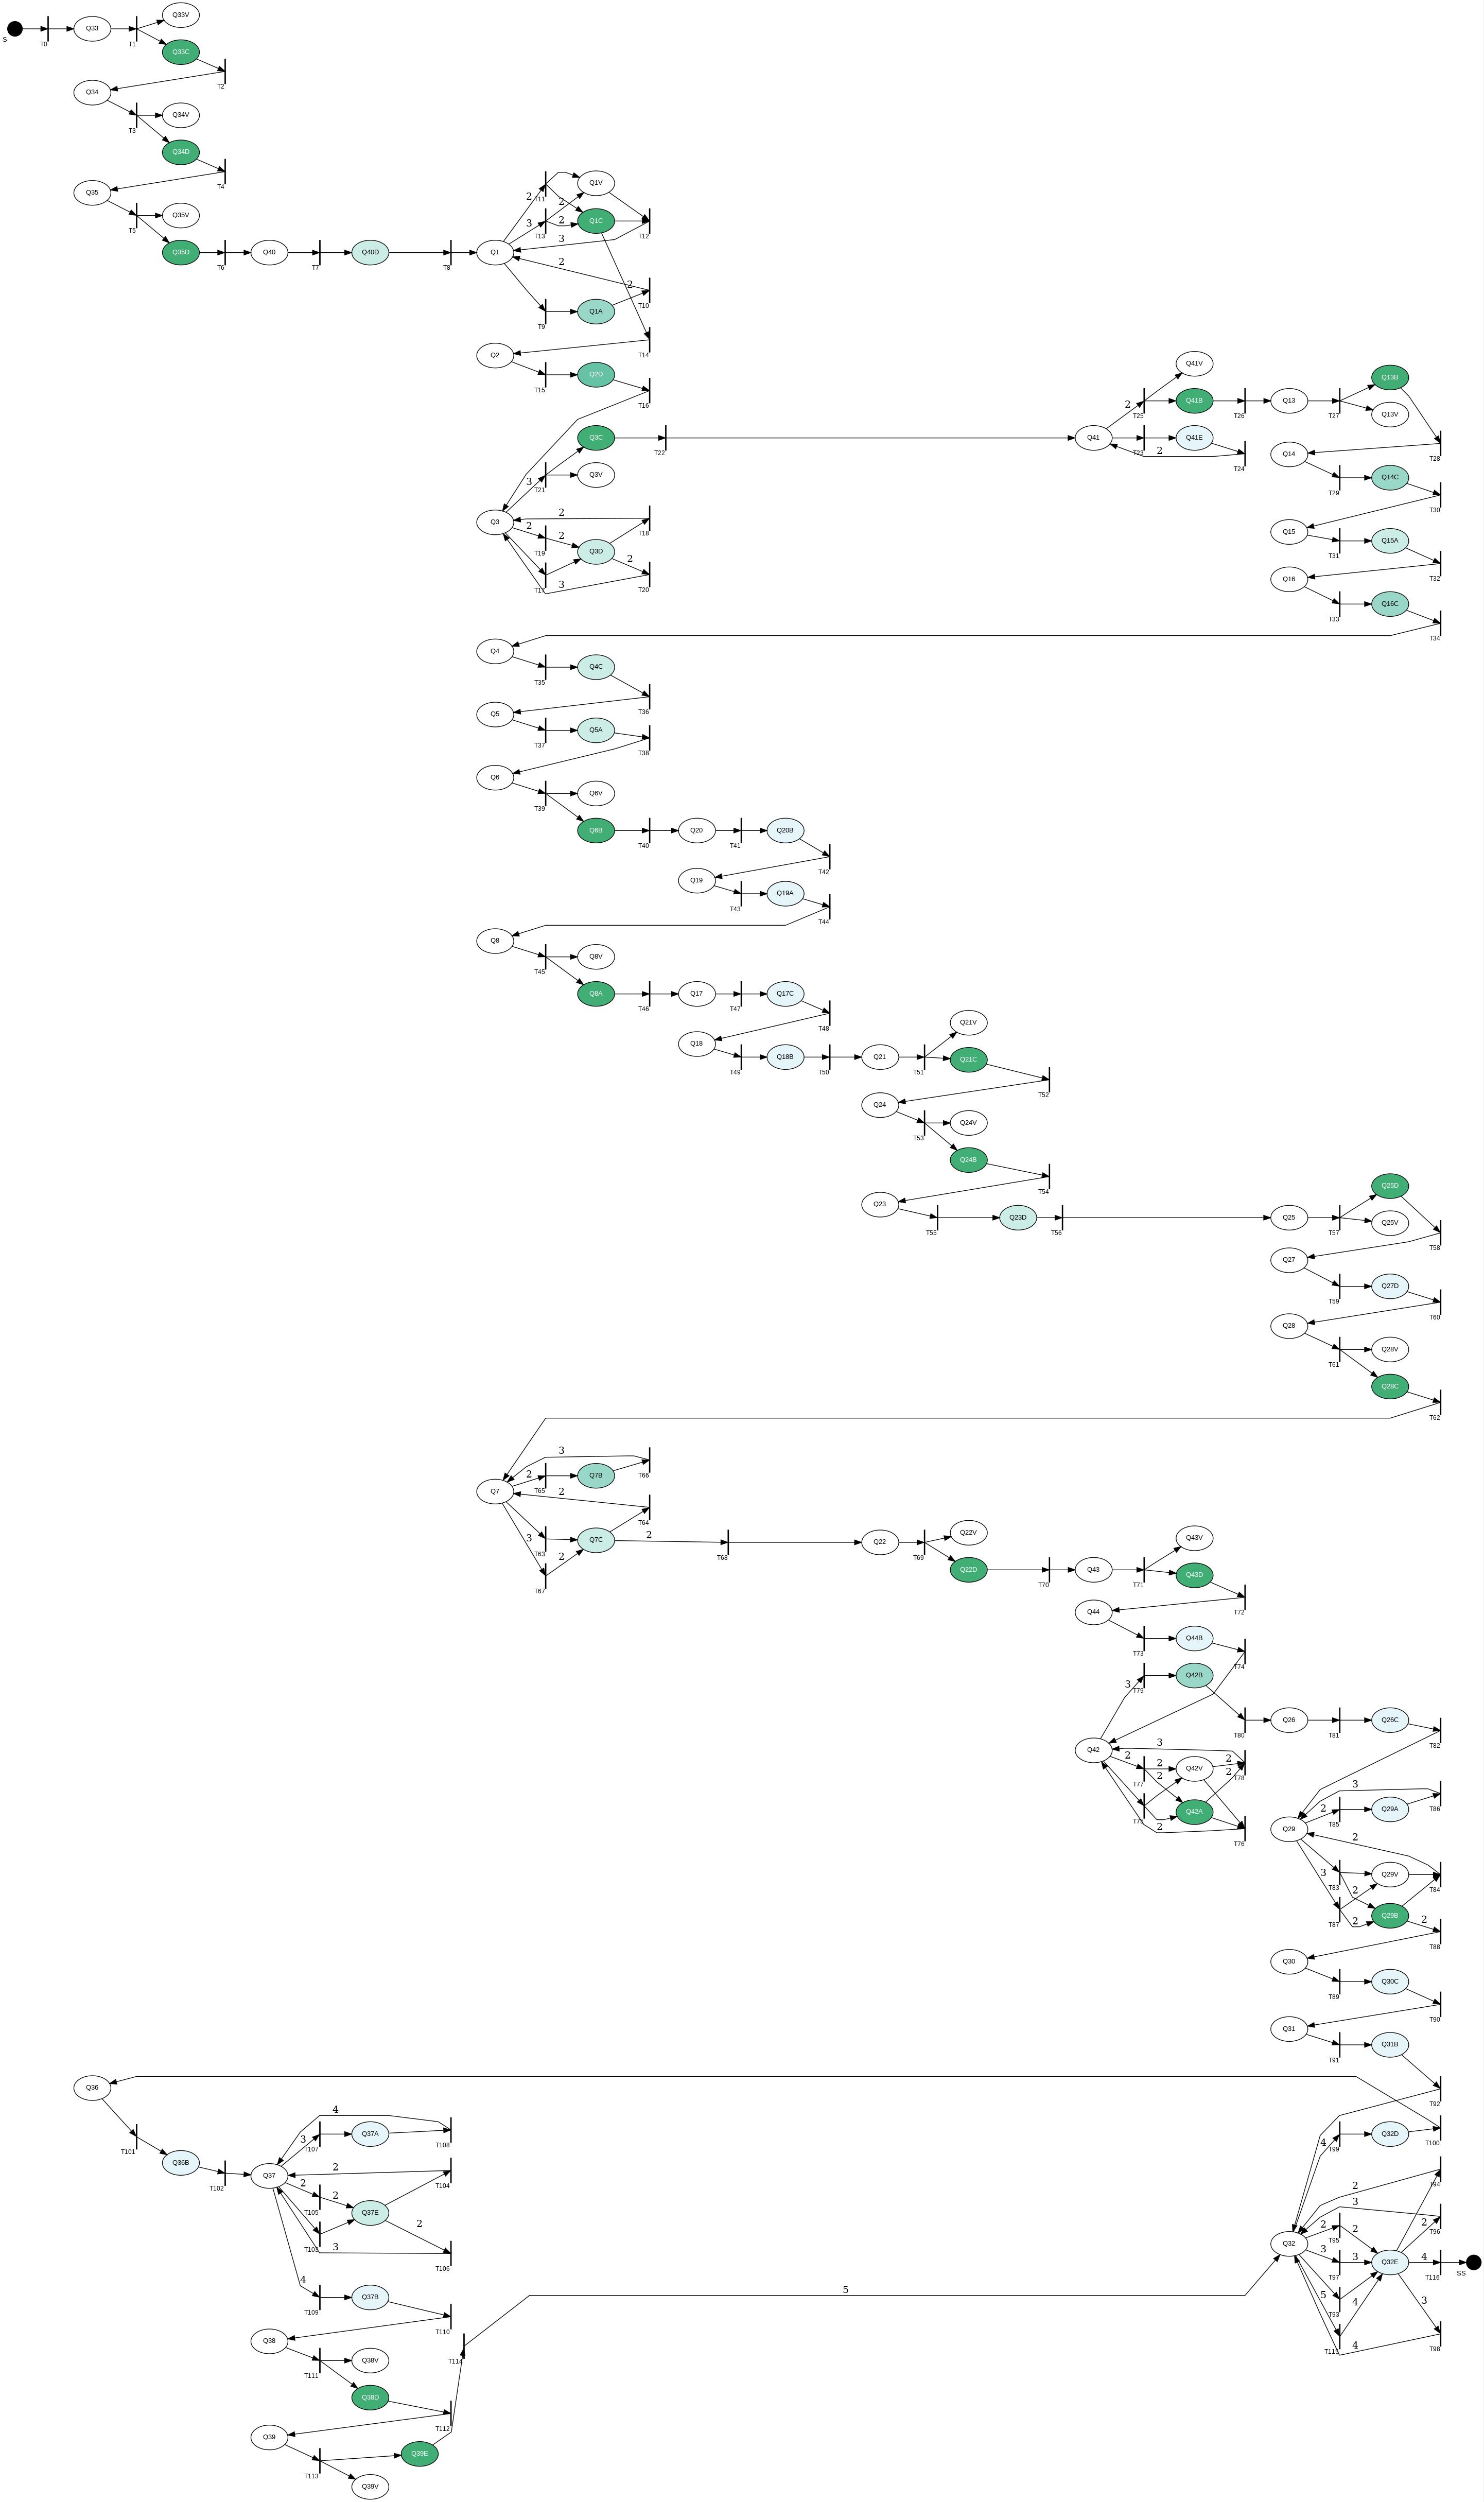 Q33V
S T0 Q33 T1
Q33C
T2
Q34
T3 Q34V
Q34D
T4
Q35
T5 Q35V
Q35D T6 Q40 T7 Q40D T8 Q1
T11 2 Q1V
T13 3 2 2 Q1C T12
3
2
2 T10
T9 Q1A
T14
Q2
T15 Q2D T16
Q41V
2 T25 Q41B T26 Q13 T27 Q13B
Q13V
Q3C T22 Q41 T23 Q41E T24
2
T28
Q14
T29 Q14C T30
3 T21 Q3V
Q3 2 T19 2 Q3D 2 T18
T17 3 2 T20
Q15
T31 Q15A T32
Q16
T33 Q16C T34
Q4
T35 Q4C T36
Q5
T37 Q5A T38
Q6
T39 Q6V
Q6B T40 Q20 T41 Q20B
T42
Q19
T43 Q19A T44
Q8
T45 Q8V
Q8A T46 Q17 T47 Q17C
T48
Q18
T49 Q18B T50 Q21 T51 Q21V
Q21C
T52
Q24
T53 Q24V
Q24B
T54
Q23
T55 Q23D T56 Q25 T57 Q25D
Q25V
T58
Q27
T59 Q27D T60
Q28
T61 Q28V
Q28C
T62
3
Q7 2 T65 Q7B T66
2 T64
3 T63 Q7C 2 T68 Q22 T69 Q22V
T67 2
Q22D T70 Q43 T71 Q43V
Q43D T72
Q44
T73 Q44B T74
3 T79 Q42B T80 Q26 T81 Q26C T82
Q42 3
2 T77 2 2 Q42V 2 2 T78
T75 2 Q42A T76
3
Q29 2 T85 Q29A T86
2
3 T83 Q29V T84
T87 2 2 Q29B 2 T88
Q30
T89 Q30C T90
Q31
T91 Q31B
T92
Q36
T101 Q36B T102
4
3 T107 Q37A T108
Q37 2 T104
2 T105 2 Q37E 2
T103 3 T106
4 T109 Q37B T110
4 T99 Q32D T100
2 T94
3
Q32 2 T95 2 2 T96
3 T97 3 Q32E 4 T116 SS
5 T93 4 3
T115 4 T98
5
Q38 T114
T111 Q38V
Q38D T112
Q39
T113 Q39E
Q39V